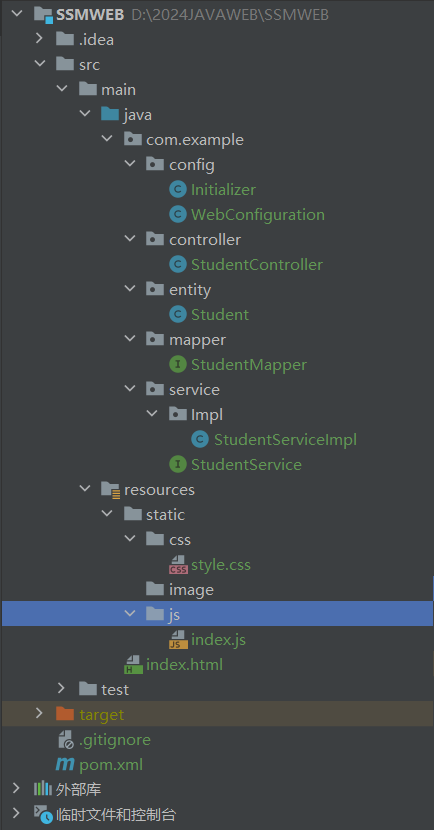 SSMWEB D:\2024JAVAWEB\SSMWEB
.idea
src
main
java
com.example
config
C Initializer
C WebConfiguration
controller
C StudentController
entity
C Student
mapper
I StudentMapper
service
Impl
C StudentServiceImpl
I StudentService
resources
static
css
CSS style.css
image
js
JS index.js
H index.html
test
target
.gitignore
m pom.xml
外部库
临时文件和控制台